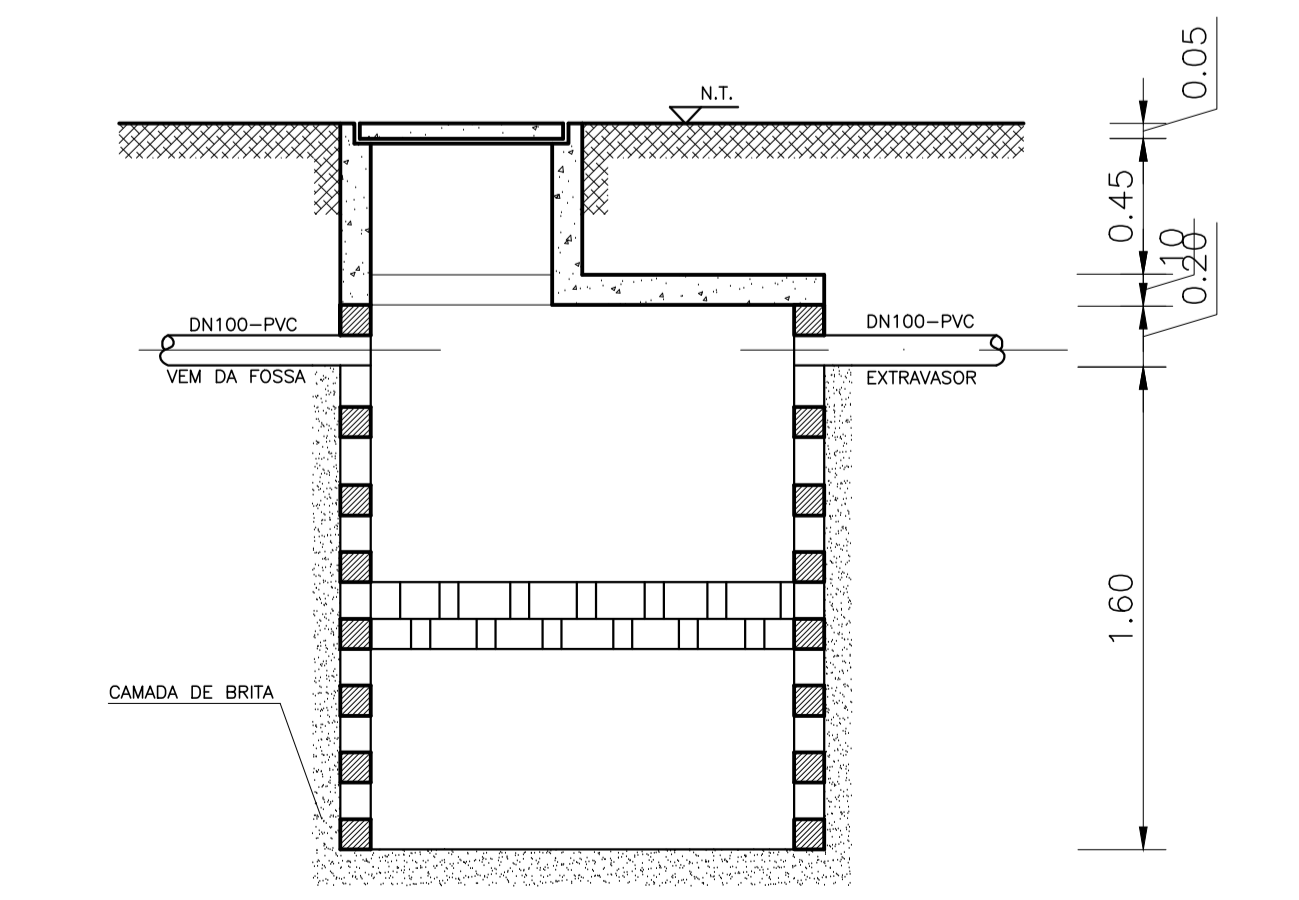 0.05
N.T.
0.45
10
0.20
DN100-PVC
VEM DA FOSSA
DN100-PVC
EXTRAVASOR
1.60
CAMADA DE BRITA